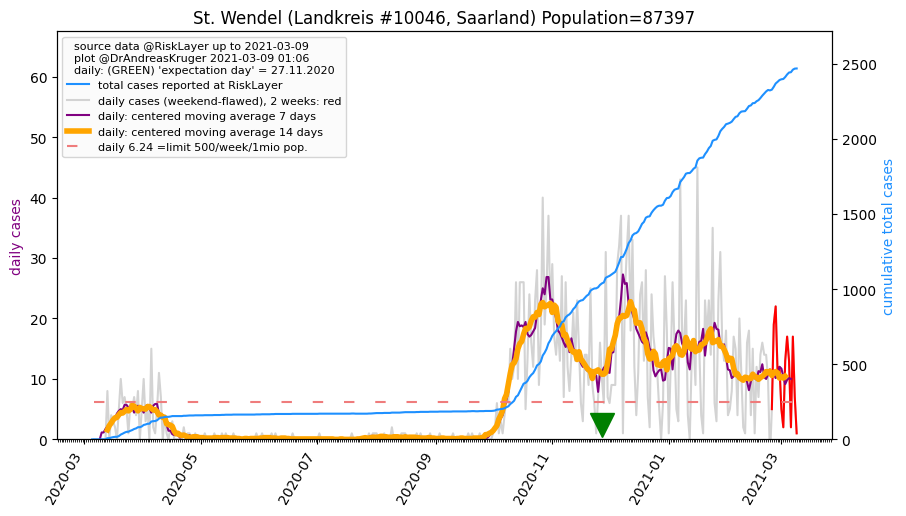 St. Wendel (Landkreis #10046, Saarland) Population=87397
source data @RiskLayer up to 2021-03-09
plot @DrAndreasKruger 2021-03-09 01:06
daily: (GREEN) 'expectation day' = 27.11.2020
total cases reported at RiskLayer
daily cases (weekend-flawed), 2 weeks: red
daily: centered moving average 7 days
daily: centered moving average 14 days
daily 6.24 =limit 500/week/1mio pop.
daily cases
60
50
40
30
20
10
0
2500
2000
1500
1000
500
0
cumulative total cases
2020-03
2020-05
2020-07
2020-09
2020-11
2021-01
2021-03